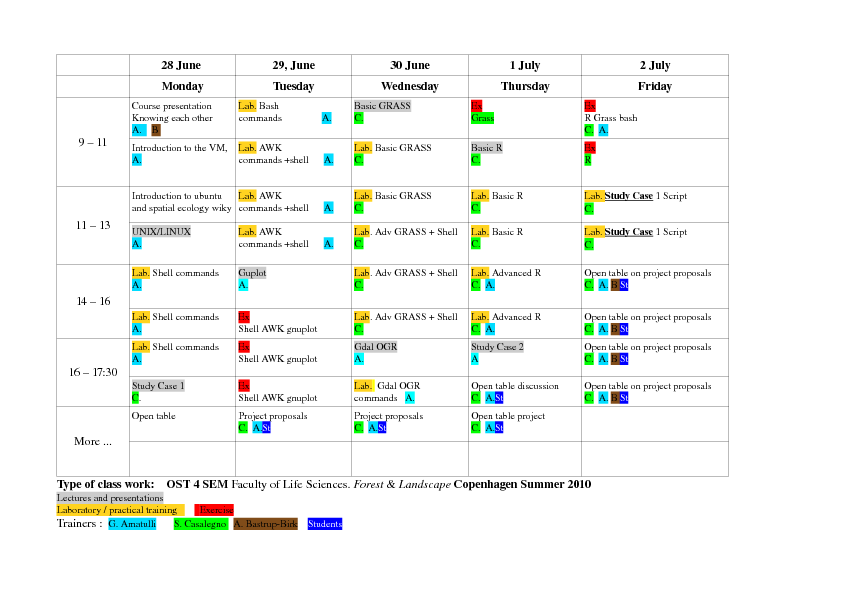 28 June 29, June 30 June 1 July 2 July
Monday Tuesday Wednesday Thursday Friday
9 – 11
Course presentation
Knowing each other
A. B
Lab. Bash
commands A.
Basic GRASS
C.
Ex
Grass
Ex
R Grass bash
C. A.
Introduction to the VM,
A.
Lab. AWK
commands +shell A.
Lab. Basic GRASS
C.
Basic R
C.
Ex
R
11 – 13
Introduction to ubuntu
and spatial ecology wiky
Lab. AWK
commands +shell A.
Lab. Basic GRASS
C.
Lab. Basic R
C.
Lab. Study Case 1 Script
C.
UNIX/LINUX
A.
Lab. AWK
commands +shell A.
Lab. Adv GRASS + Shell
C.
Lab. Basic R
C.
Lab. Study Case 1 Script
C.
14 – 16
Lab. Shell commands
A.
Guplot
A.
Lab. Adv GRASS + Shell
C.
Lab. Advanced R
C. A.
Open table on project proposals
C. A. B St
Lab. Shell commands
A.
Ex
Shell AWK gnuplot
Lab. Adv GRASS + Shell
C.
Lab. Advanced R
C. A.
Open table on project proposals
C. A. B St
16 – 17:30
Lab. Shell commands
A.
Ex
Shell AWK gnuplot
Gdal OGR
A.
Study Case 2
A
Open table on project proposals
C. A. B St
Study Case 1
C.
Ex
Shell AWK gnuplot
Lab. Gdal OGR
commands A.
Open table discussion
C. A.St
Open table on project proposals
C. A. B St
More ...
Open table
Project proposals
C. A.St
Project proposals
C. A.St
Open table project
C. A.St
Type of class work: OST 4 SEM Faculty of Life Sciences. Forest & Landscape Copenhagen Summer 2010
Lectures and presentations
Laboratory / practical training Exercise
Trainers : G. Amatulli S. Casalegno A. Bastrup-Birk Students